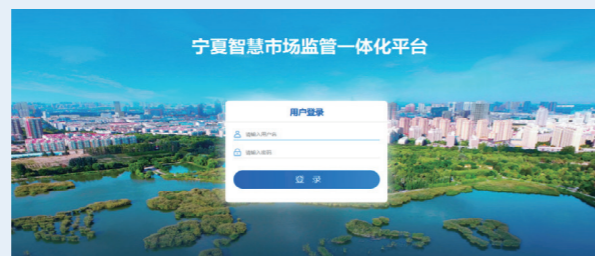 宁夏智慧市场监管一体化平台
用户登录
请输入用户名
请输入密码
登 录